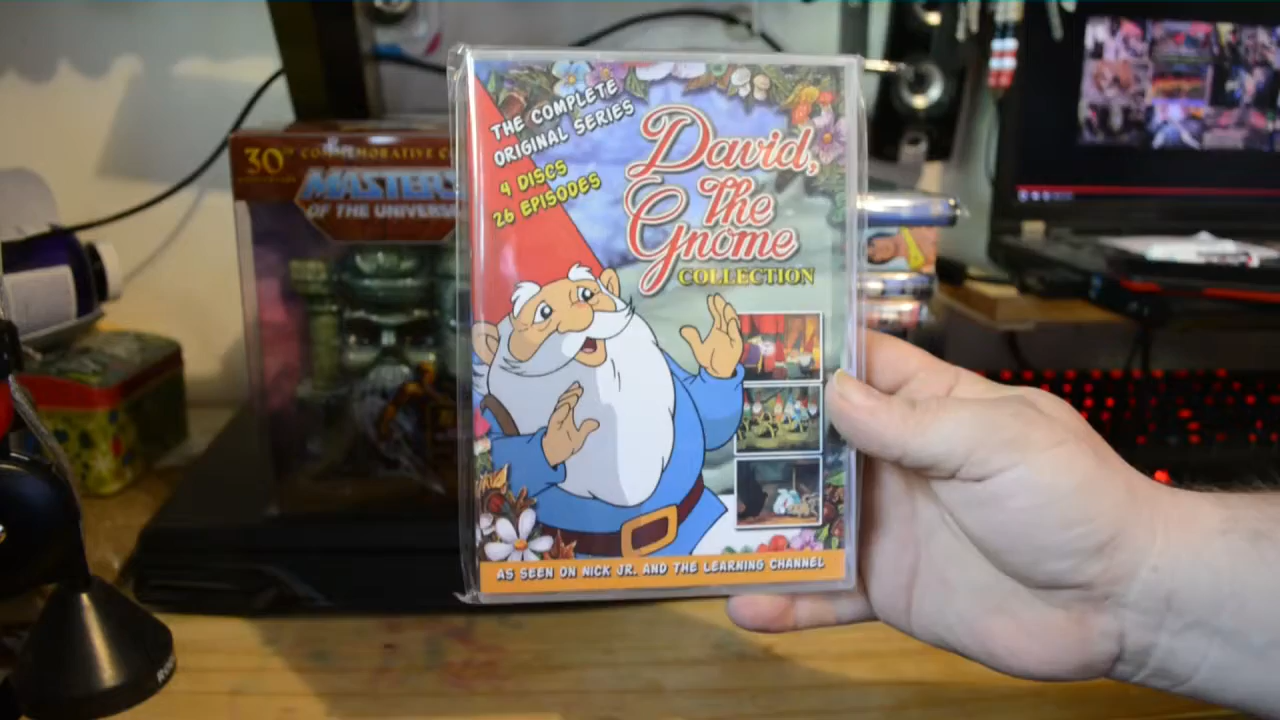 THE COMPLETE
ORIGINAL SERIES
4 DISCS
26 EPISODES
David,
The
Gnome
COLLECTION
AS SEEN ON NICK JR. AND THE LEARNING CHANNEL
30TH COMMEMORATIVE
MASTERS
OF THE UNIVERSE